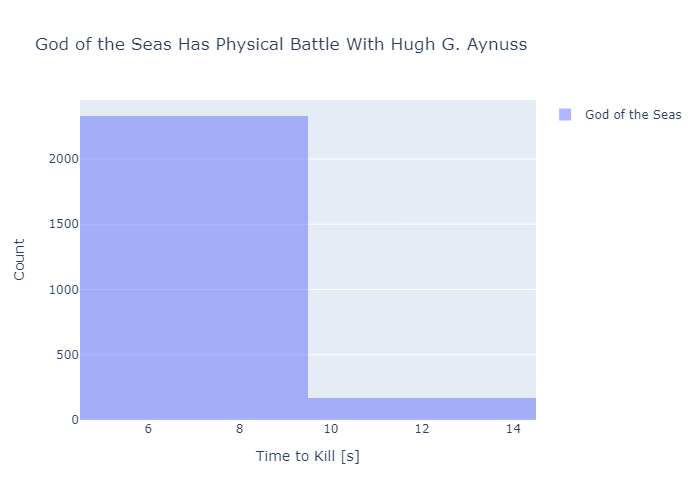 God of the Seas Has Physical Battle With Hugh G. Aynuss
God of the Seas
2000
1500
1000
500
0
Count
6 8 10 12 14
Time to Kill [s]